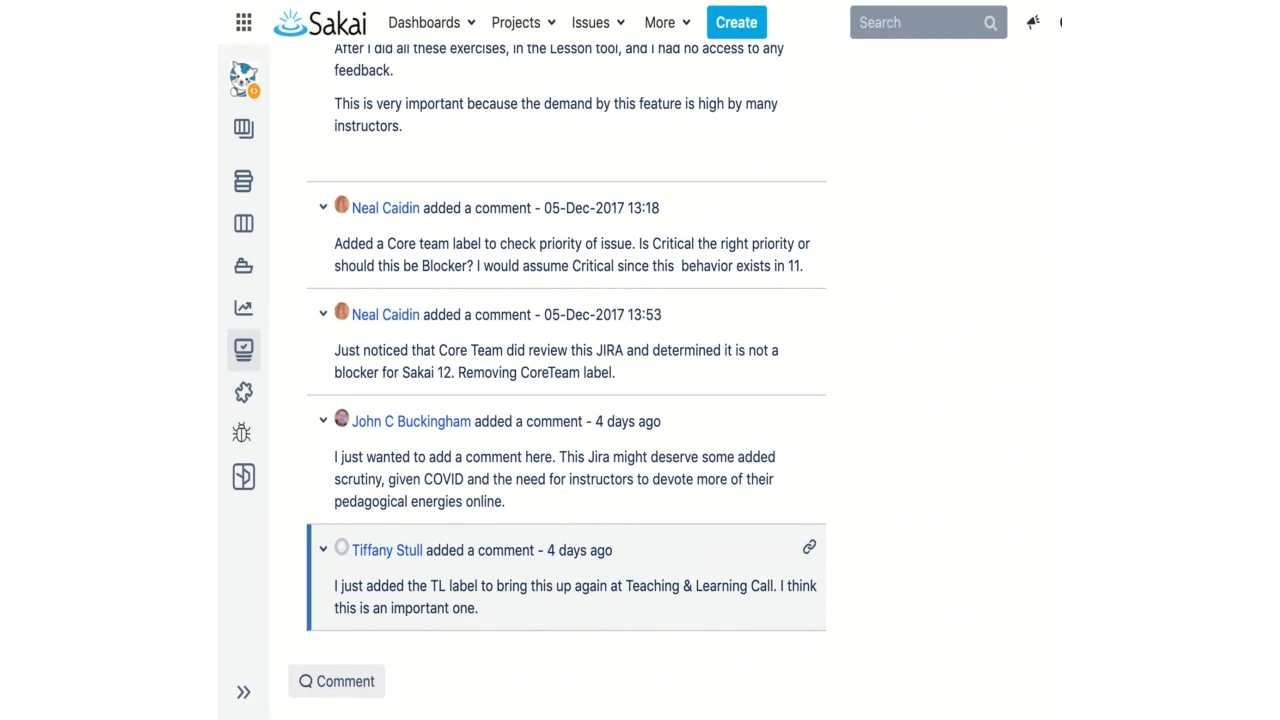 Sakai Dashboards Projects Issues More Create Search
After I did all these exercises, in the Lesson tool, and I had no access to any
feedback.
This is very important because the demand by this feature is high by many
instructors.
Neal Caidin added a comment - 05-Dec-2017 13:18
Added a Core team label to check priority of issue. Is Critical the right priority or
should this be Blocker? I would assume Critical since this behavior exists in 11.
Neal Caidin added a comment - 05-Dec-2017 13:53
Just noticed that Core Team did review this JIRA and determined it is not a
blocker for Sakai 12. Removing CoreTeam label.
John C Buckingham added a comment - 4 days ago
I just wanted to add a comment here. This Jira might deserve some added
scrutiny, given COVID and the need for instructors to devote more of their
pedagogical energies online.
Tiffany Stull added a comment - 4 days ago
I just added the TL label to bring this up again at Teaching & Learning Call. I think
this is an important one.
Comment